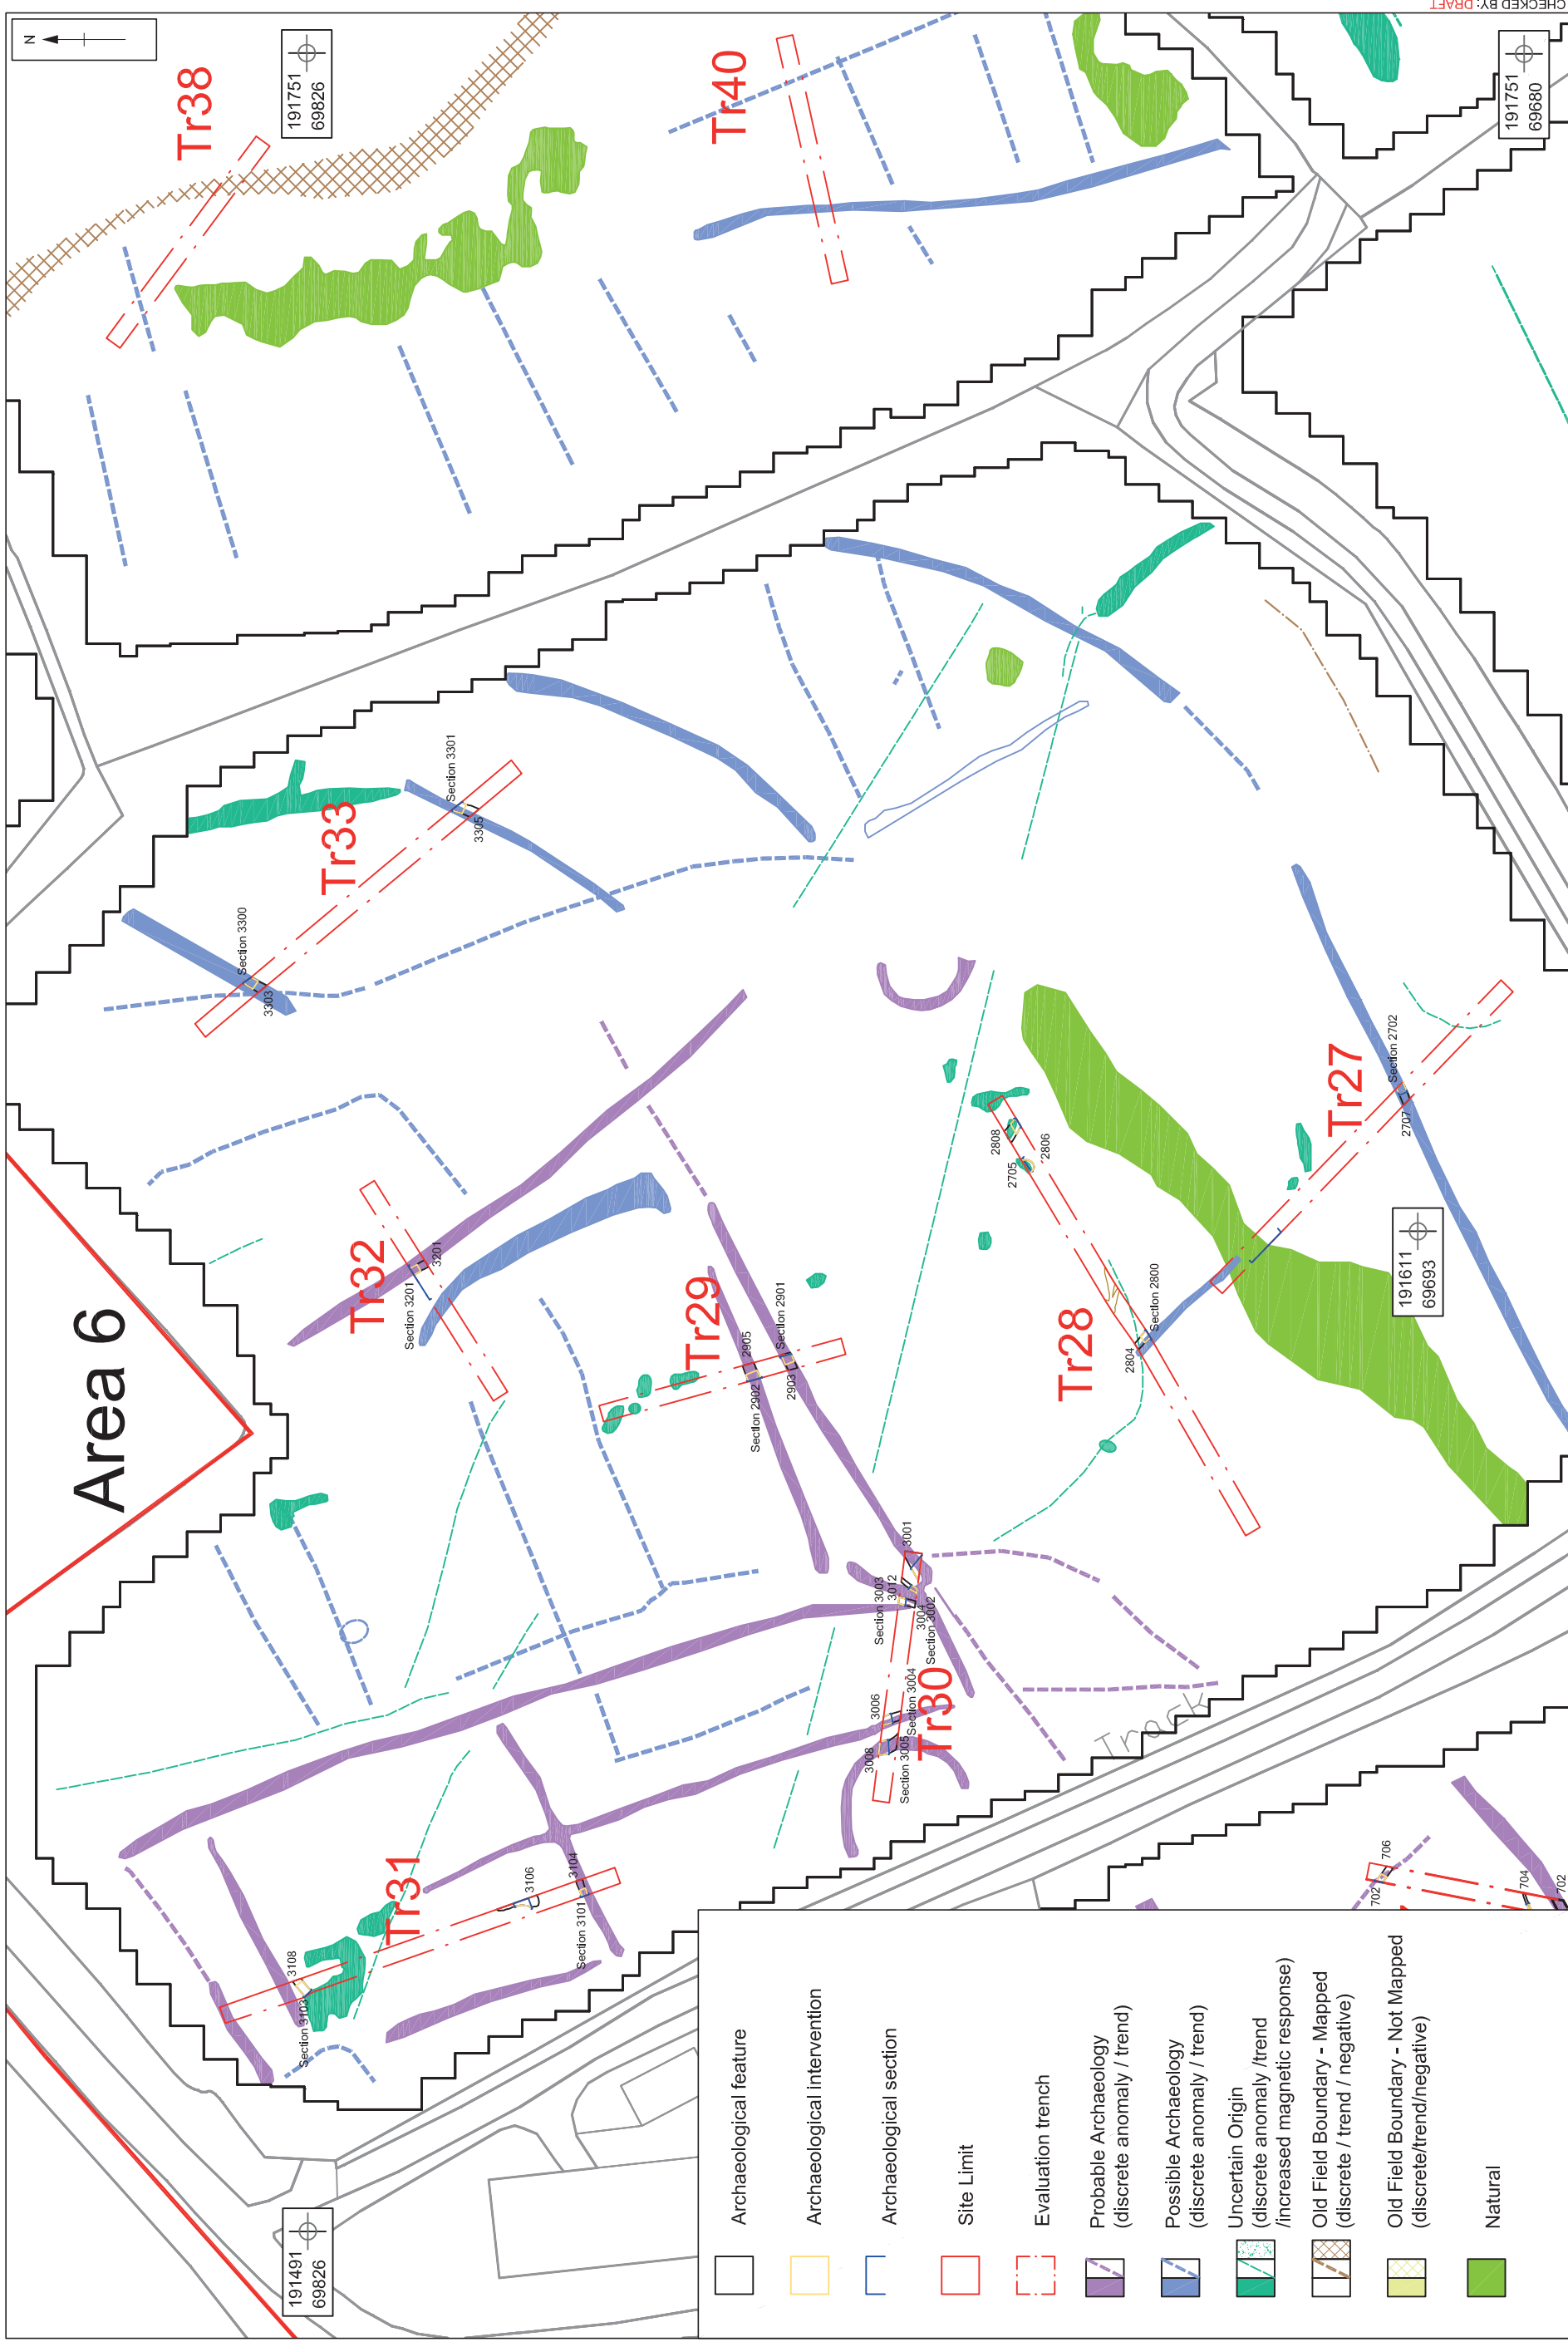 CHECKED BY: DRAFT
N
191751
69826
Tr38
Tr40
191751
69680
Area 6
Tr33
Section 3300
3303
Section 3301
3305
Tr32
Section 3201
3201
Tr29
2905
Section 2902
Section 2901
2903
2808
2806
2705
Tr28
2804
Section 2800
Tr27
Section 2702
2707
191611
69693
Tr31
3108
Section 3103
3106
3104
Section 3101
Tr30
3001
Section 3003
3012
3004
Section 3002
3006
Section 3004
3008
Section 3005
Track
706
702
704
702
191491
69826
Archaeological feature
Archaeological intervention
Archaeological section
Site Limit
Evaluation trench
Probable Archaeology
(discrete anomaly / trend)
Possible Archaeology
(discrete anomaly / trend)
Uncertain Origin
(discrete anomaly /trend
/increased magnetic response)
Old Field Boundary - Mapped
(discrete / trend / negative)
Old Field Boundary - Not Mapped
(discrete/trend/negative)
Natural